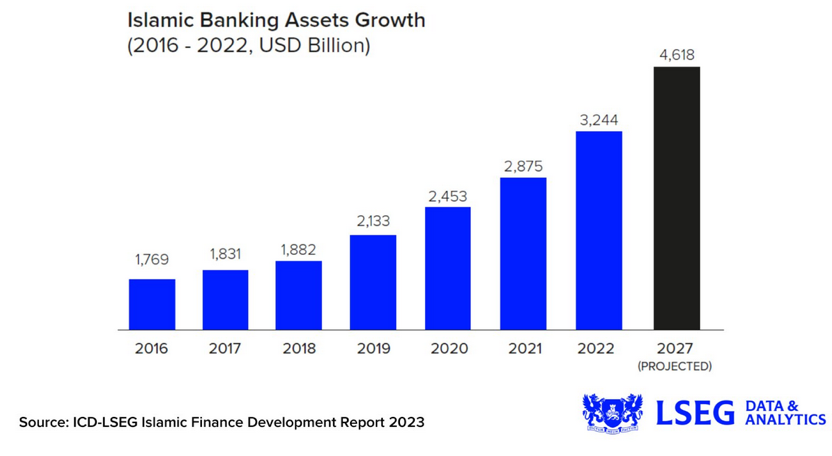 Islamic Banking Assets Growth
(2016 - 2022, USD Billion)
4,618
3,244
2,875
2,453
2,133
1,882
1,831
1,769
2016 2017 2018 2019 2020 2021 2022 2027
(PROJECTED)
Source: ICD-LSEG Islamic Finance Development Report 2023
LSEG DATA &
ANALYTICS